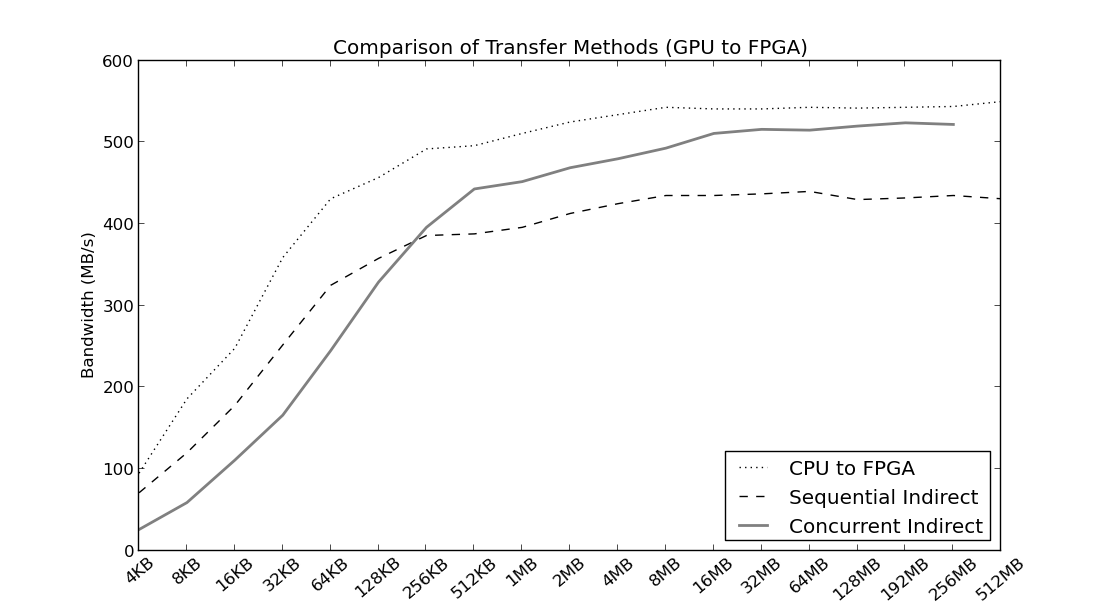 Comparison of Transfer Methods (GPU to FPGA)
600
500
400
300
200
100
0
Bandwidth (MB/s)
CPU to FPGA
Sequential Indirect
Concurrent Indirect
4KB 8KB 16KB 32KB 64KB 128KB 256KB 512KB 1MB 2MB 4MB 8MB 16MB 32MB 64MB 128MB 192MB 256MB 512MB